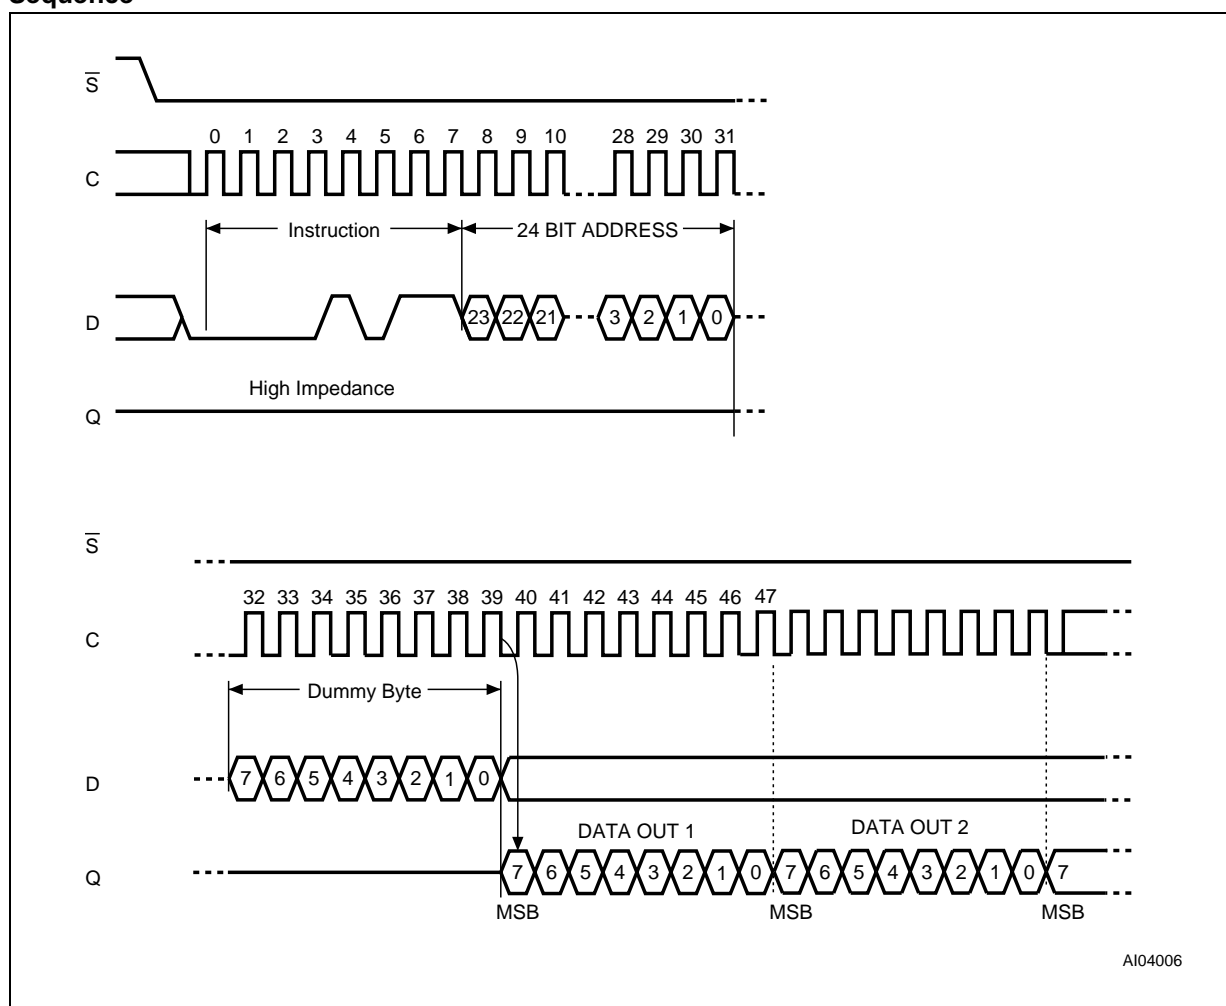 S
0 1 2 3 4 5 6 7 8 9 10 28 29 30 31
C
Instruction 24 BIT ADDRESS
D 23 22 21 3 2 1 0
High Impedance
Q
S
32 33 34 35 36 37 38 39 40 41 42 43 44 45 46 47
C
Dummy Byte
D 7 6 5 4 3 2 1 0
DATA OUT 1 DATA OUT 2
Q 7 6 5 4 3 2 1 0 7 6 5 4 3 2 1 0 7
MSB MSB MSB
AI04006